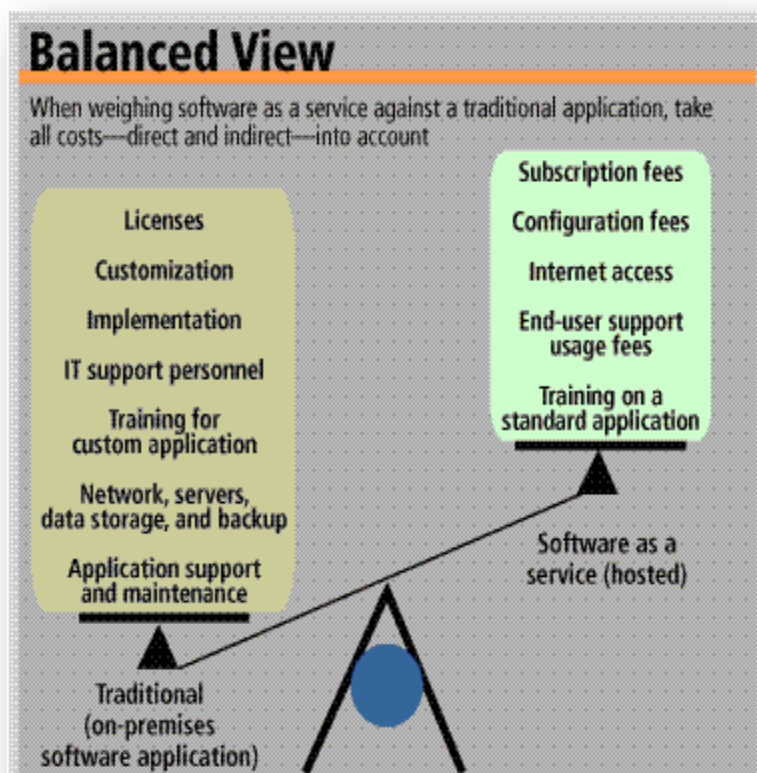 Balanced View
When weighing software as a service against a traditional application, take
all costs—direct and indirect—into account
Licenses
Customization
Implementation
IT support personnel
Training for
custom application
Network, servers,
data storage, and backup
Application support
and maintenance
Traditional
(on-premises
software application)
Subscription fees
Configuration fees
Internet access
End-user support
usage fees
Training on a
standard application
Software as a
service (hosted)